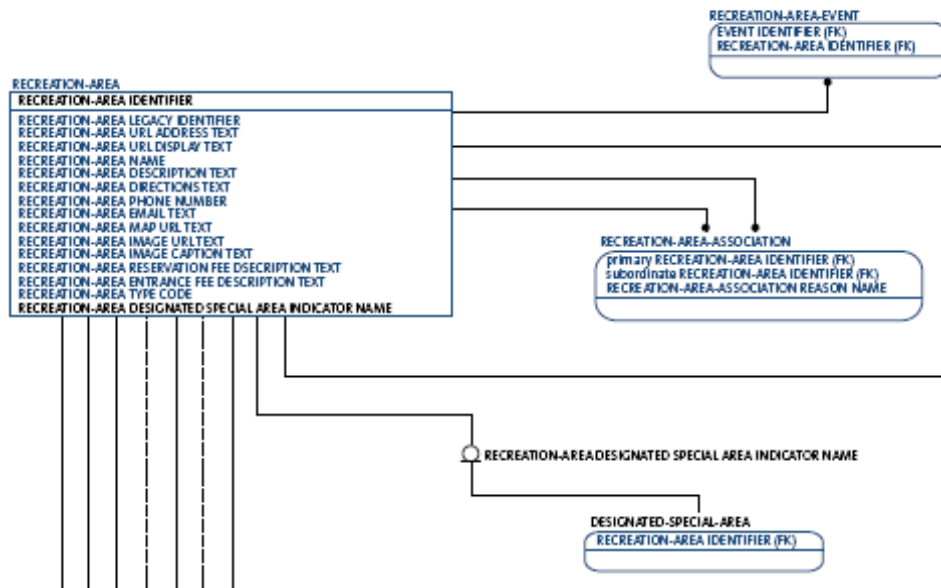 RECREATION-AREA-EVENT
EVENT IDENTIFIER (FK)
RECREATION-AREA IDENTIFIER (FK)
RECREATION-AREA
RECREATION-AREA IDENTIFIER
RECREATION-AREA LEGACY IDENTIFIER
RECREATION-AREA URL ADDRESS TEXT
RECREATION-AREA URL DISPLAY TEXT
RECREATION-AREA NAME
RECREATION-AREA DESCRIPTION TEXT
RECREATION-AREA DIRECTIONS TEXT
RECREATION-AREA PHONE NUMBER
RECREATION-AREA EMAIL TEXT
RECREATION-AREA MAP URL TEXT
RECREATION-AREA IMAGE URL TEXT
RECREATION-AREA IMAGE CAPTION TEXT
RECREATION-AREA RESERVATION FEE DSECRIPTION TEXT
RECREATION-AREA ENTRANCE FEE DESCRIPTION TEXT
RECREATION-AREA TYPE CODE
RECREATION-AREA DESIGNATED SPECIAL AREA INDICATOR NAME
RECREATION-AREA-ASSOCIATION
primary RECREATION-AREA IDENTIFIER (FK)
subordinate RECREATION-AREA IDENTIFIER (FK)
RECREATION-AREA-ASSOCIATION REASON NAME
RECREATION-AREA DESIGNATED SPECIAL AREA INDICATOR NAME
DESIGNATED-SPECIAL-AREA
RECREATION-AREA IDENTIFIER (FK)